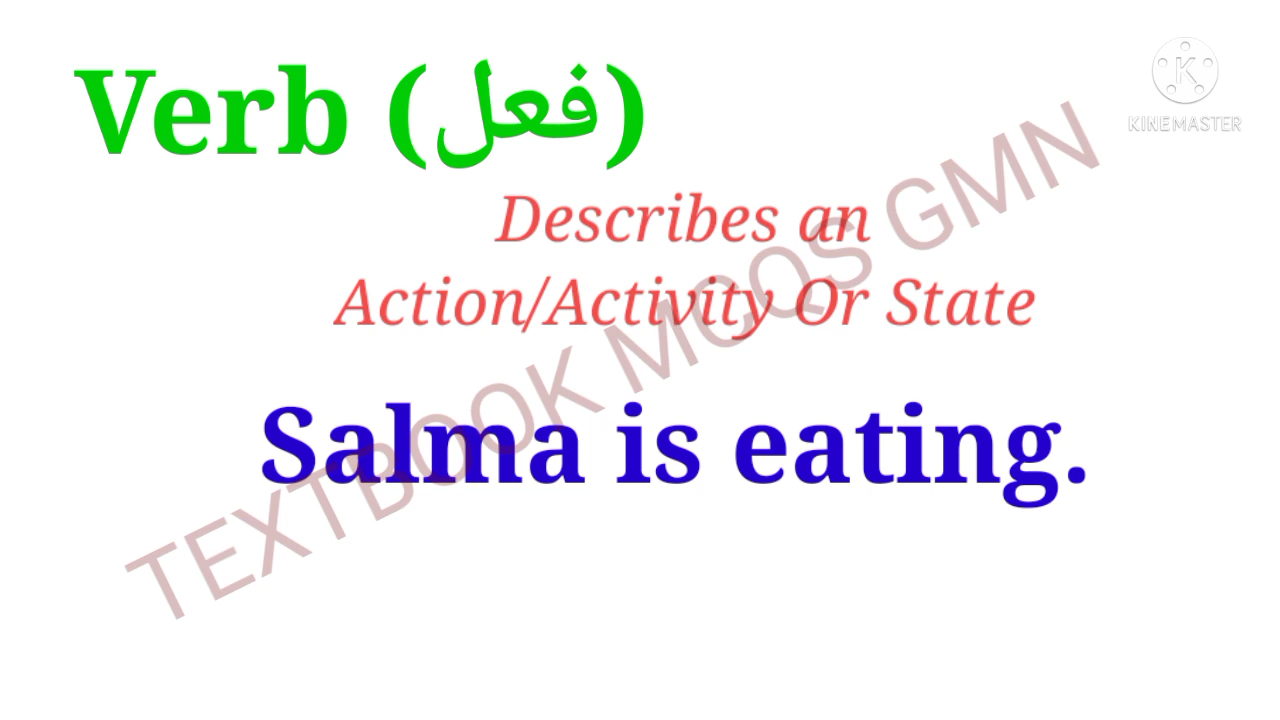 Verb (فعل)
KINEMASTER
Describes an
Action/Activity Or State
Salma is eating.
TEXTBOOK MCQS GMN